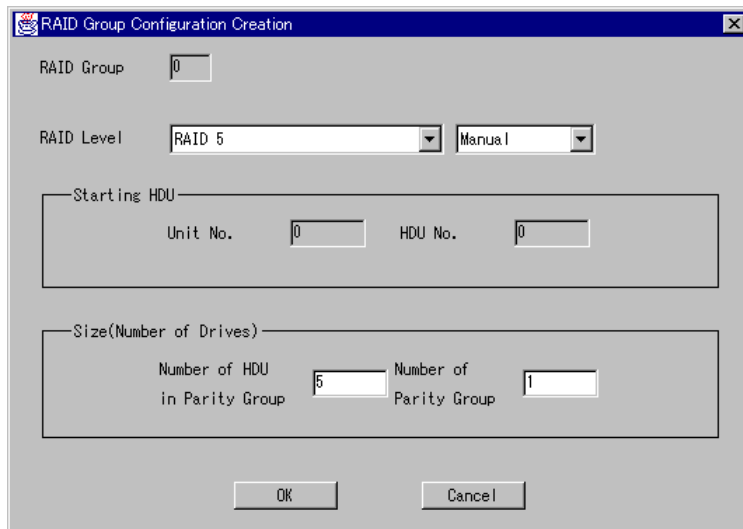 RAID Group Configuration Creation
RAID Group 0
RAID Level RAID 5 Manual
Starting HDU
Unit No. 0 HDU No. 0
Size(Number of Drives)
Number of HDU in Parity Group 5 Number of Parity Group 1
OK Cancel